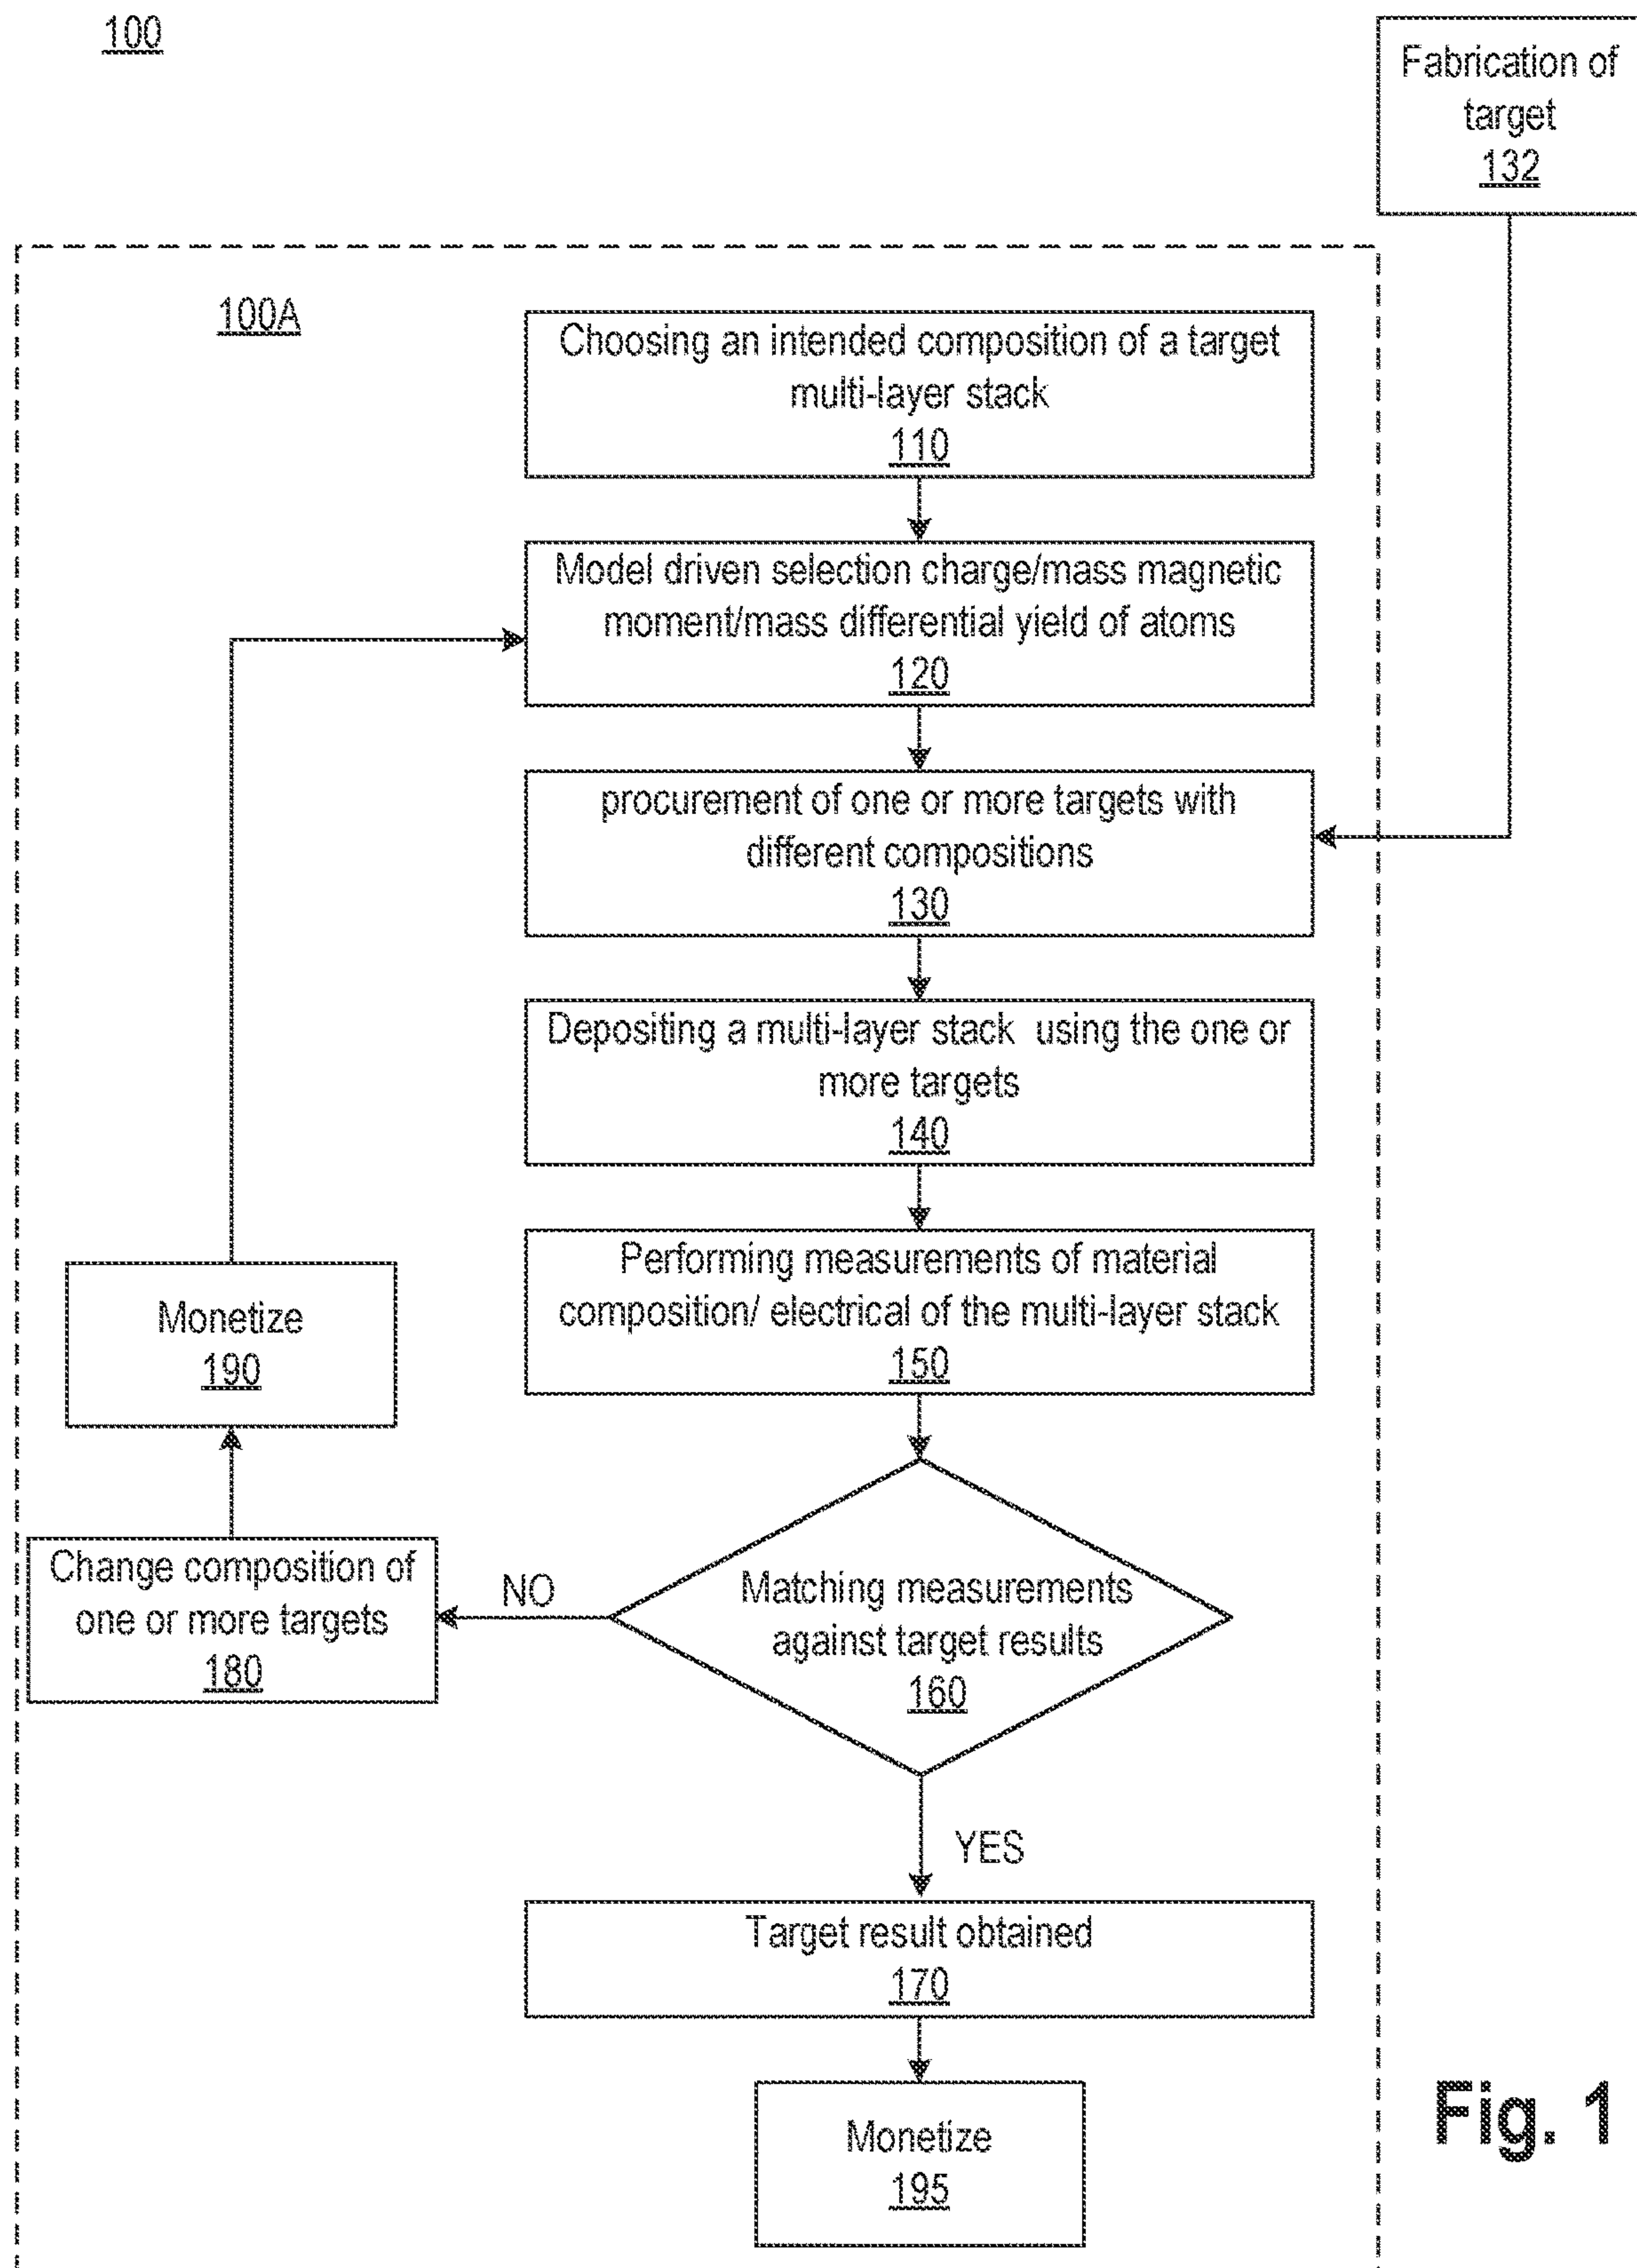 100
Fabrication of
target
132
100A
Choosing an intended composition of a target
multi-layer stack
110
Model driven selection charge/mass magnetic
moment/mass differential yield of atoms
120
procurement of one or more targets with
different compositions
130
Depositing a multi-layer stack using the one or
more targets
140
Performing measurements of material
composition/ electrical of the multi-layer stack
150
Monetize
190
Change composition of
one or more targets
180
NO
Matching measurements
against target results
160
YES
Target result obtained
170
Monetize
195
Fig. 1